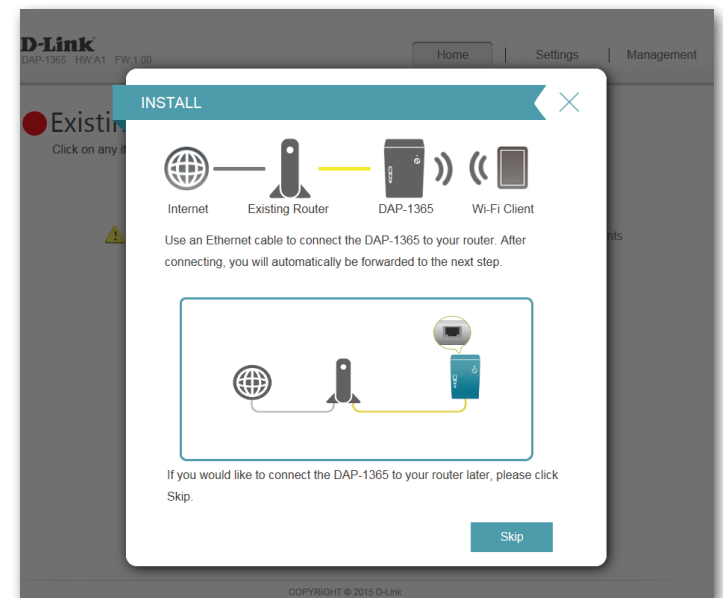 D-Link
DAP-1365 HW:A1 FW:1.00
Home
Settings
Management
INSTALL
Existin
Click on any it
Internet
Existing Router
DAP-1365
Wi-Fi Client
nts
Use an Ethernet cable to connect the DAP-1365 to your router. After
connecting, you will automatically be forwarded to the next step.
If you would like to connect the DAP-1365 to your router later, please click
Skip.
Skip
COPYRIGHT © 2015 D-Link